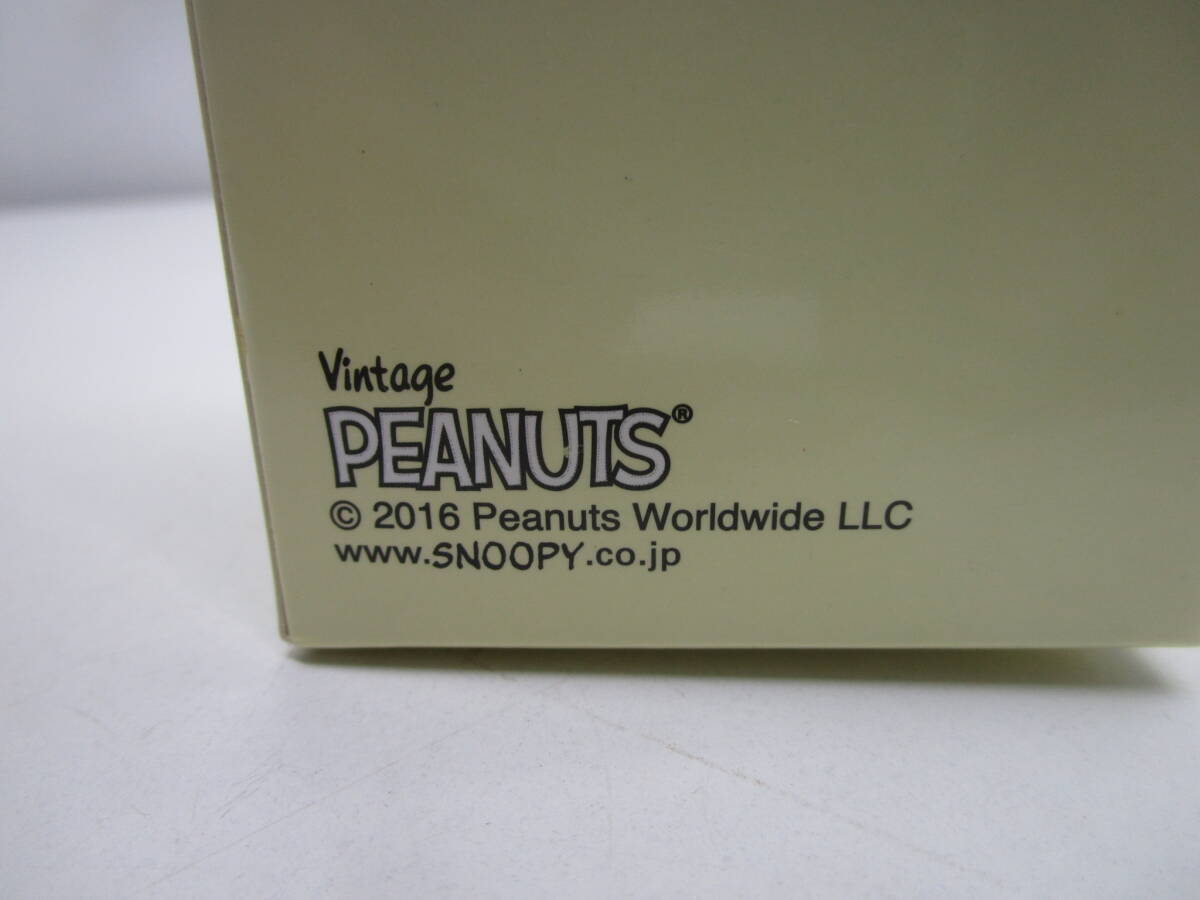 Vintage
PEANUTS®
© 2016 Peanuts Worldwide LLC
www.SNOOPY.co.jp